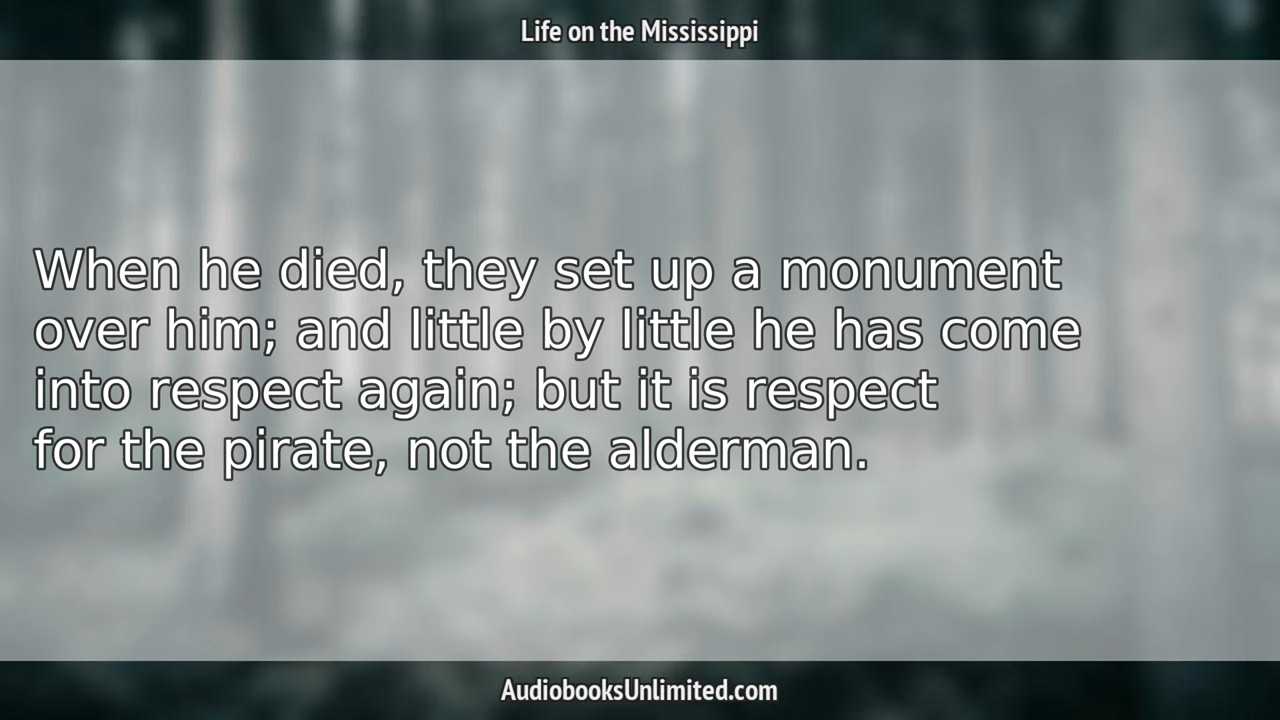 Life on the Mississippi
When he died, they set up a monument
over him; and little by little he has come
into respect again; but it is respect
for the pirate, not the alderman.
AudiobooksUnlimited.com